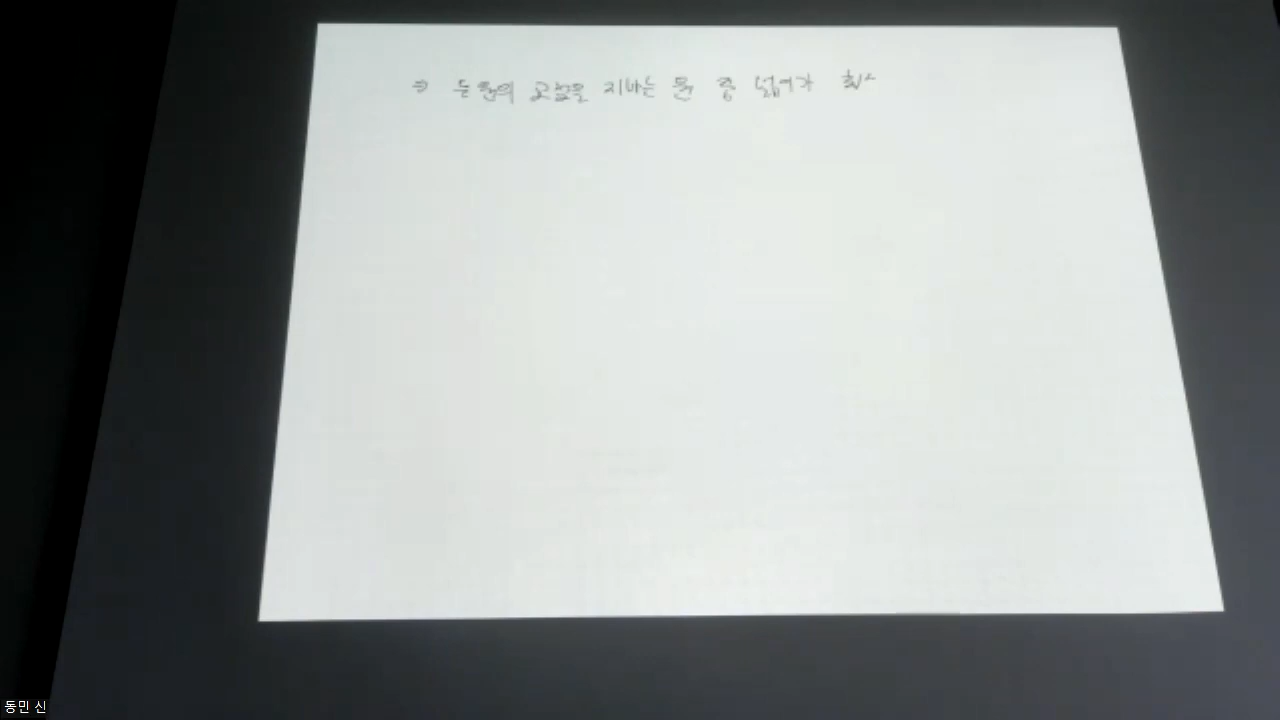 ⇒ 두 원의 교점을 지나는 원 중 넓이가 최소
동민 신